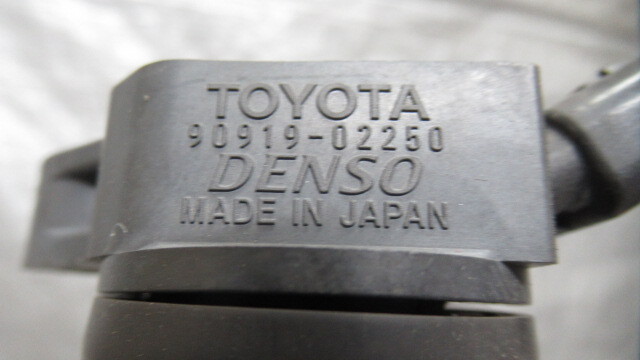 TOYOTA
90919-02250
DENSO
MADE IN JAPAN